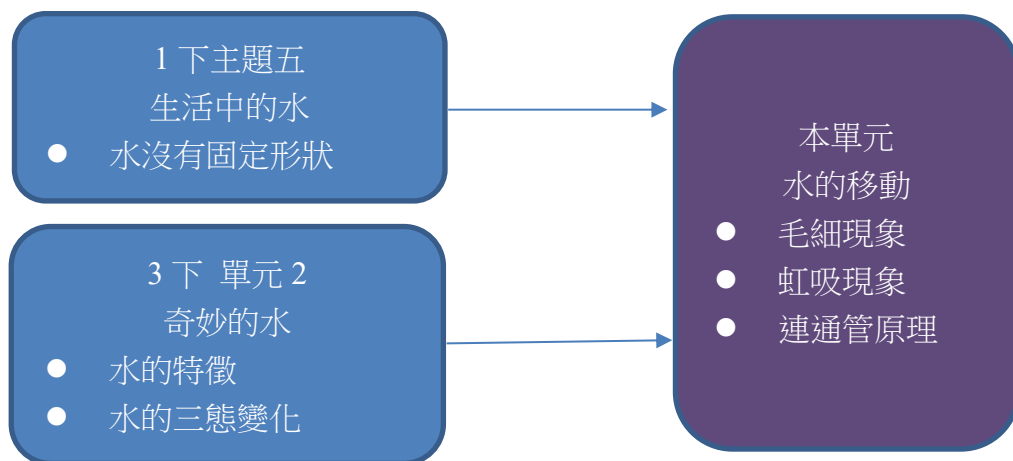 1 下主題五
生活中的水
● 水沒有固定形狀
3 下 單元 2
奇妙的水
● 水的特徵
● 水的三態變化
本單元
水的移動
● 毛細現象
● 虹吸現象
● 連通管原理